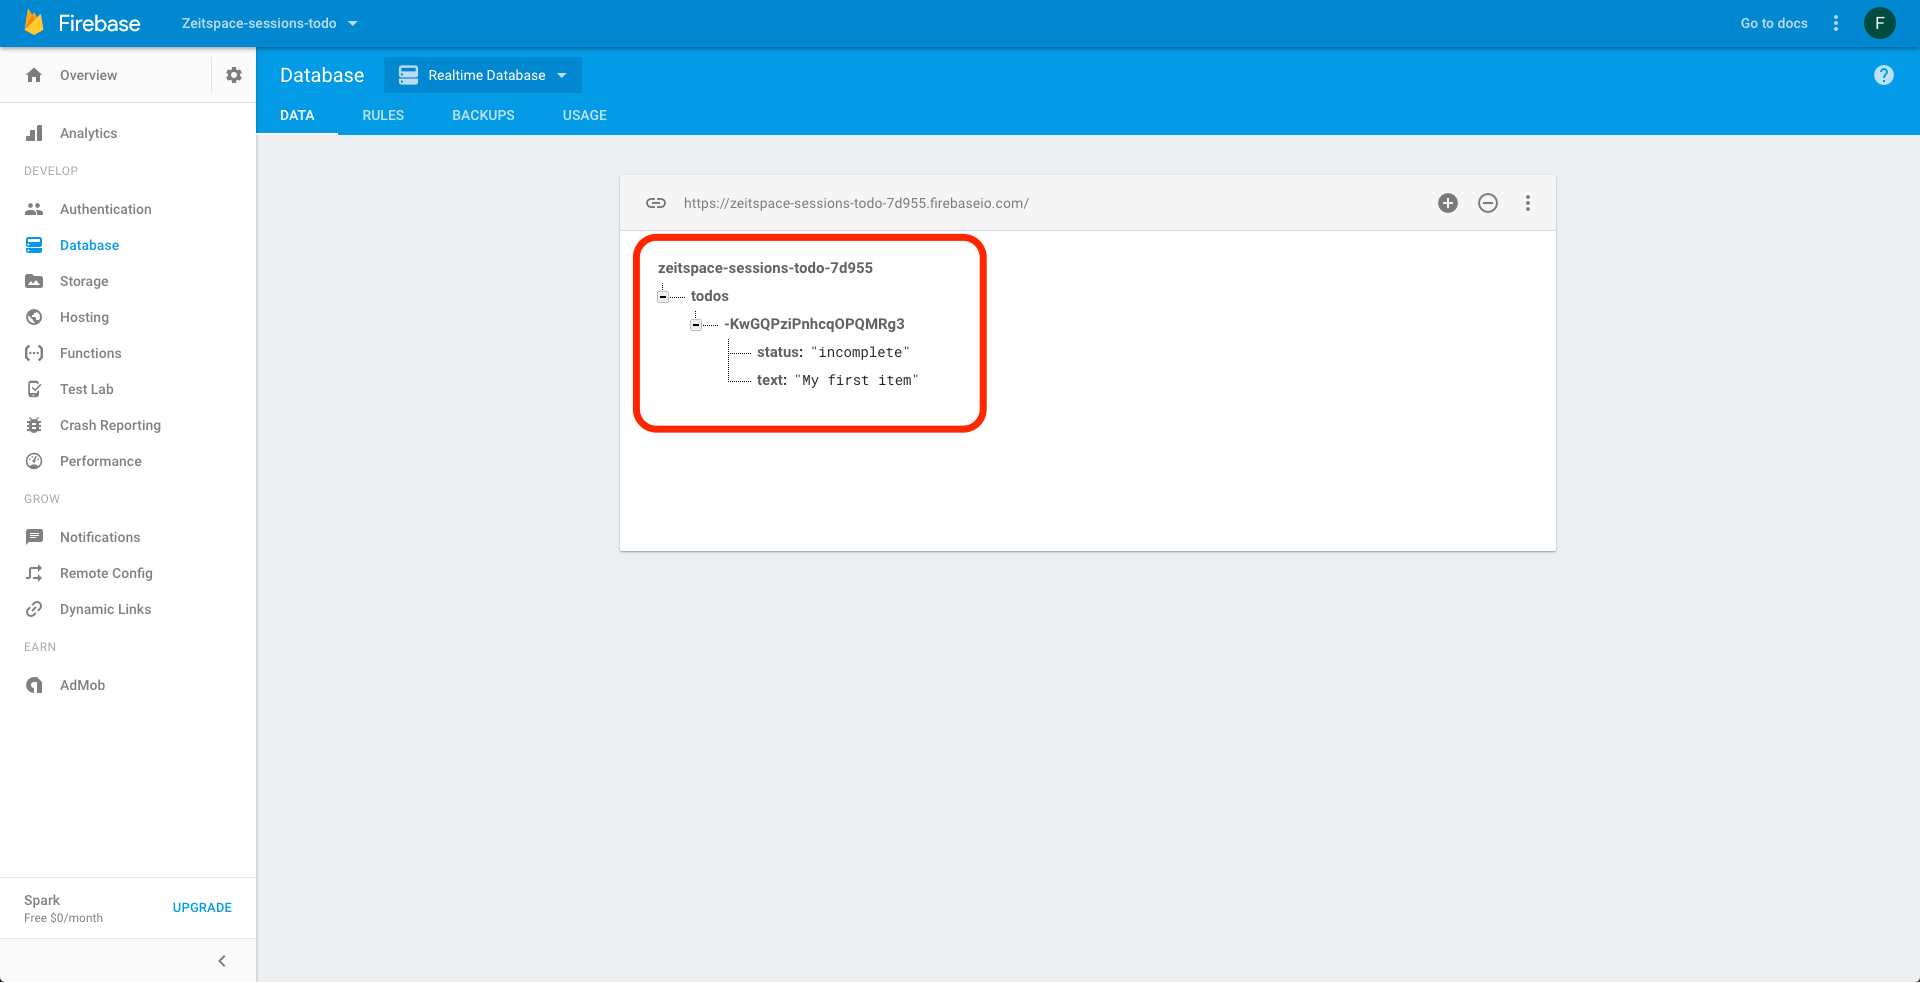 Firebase
Zeitspace-sessions-todo
Go to docs
F
Overview
Database
Realtime Database
DATA
RULES
BACKUPS
USAGE
Analytics
DEVELOP
Authentication
Database
Storage
Hosting
Functions
Test Lab
Crash Reporting
Performance
GROW
Notifications
Remote Config
Dynamic Links
EARN
AdMob
Spark
Free $0/month
UPGRADE
https://zeitspace-sessions-todo-7d955.firebaseio.com/
zeitspace-sessions-todo-7d955
todos
-KwGQPziPnhcqOPQMRg3
status: "incomplete"
text: "My first item"